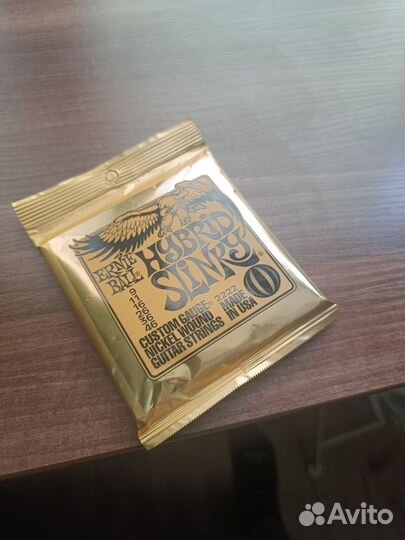 ERNIE
BALL®
HYBRID
SLINKY®
9
11
16
26
36
46
CUSTOM GAUGE® 2222
NICKEL WOUND
GUITAR STRINGS
MADE
IN USA
Avito